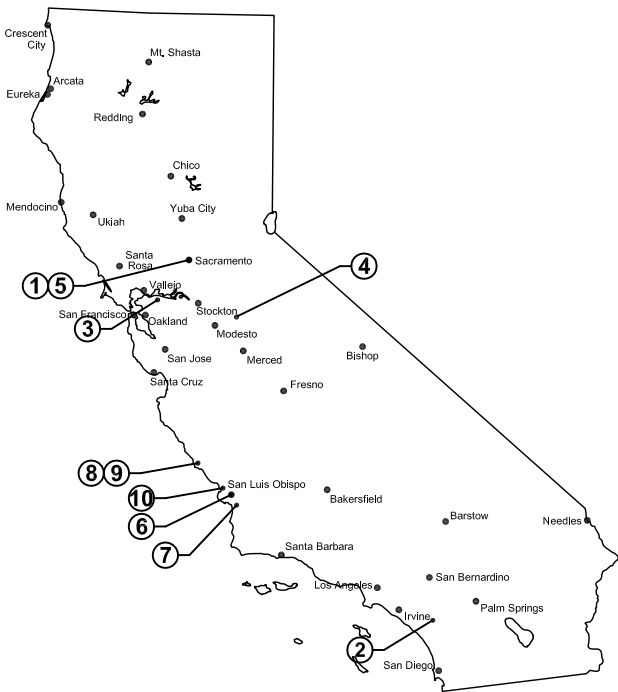 Crescent
City
Mt. Shasta
Arcata
Eureka
ReddIng
Chico
Mendocino
Yuba City
Ukiah
Santa
Rosa
Sacramento
4
1 5
Vallejo
Stockton
San Francisco
Oakland
3
Modesto
San Jose
Merced
Bishop
Santa Cruz
Fresno
8 9
San Luis Obispo
10
Bakersfield
6
Barstow
Needles
7
Santa Barbara
San Bernardino
Los Angeles
Palm Springs
Irvine
2
San Diego